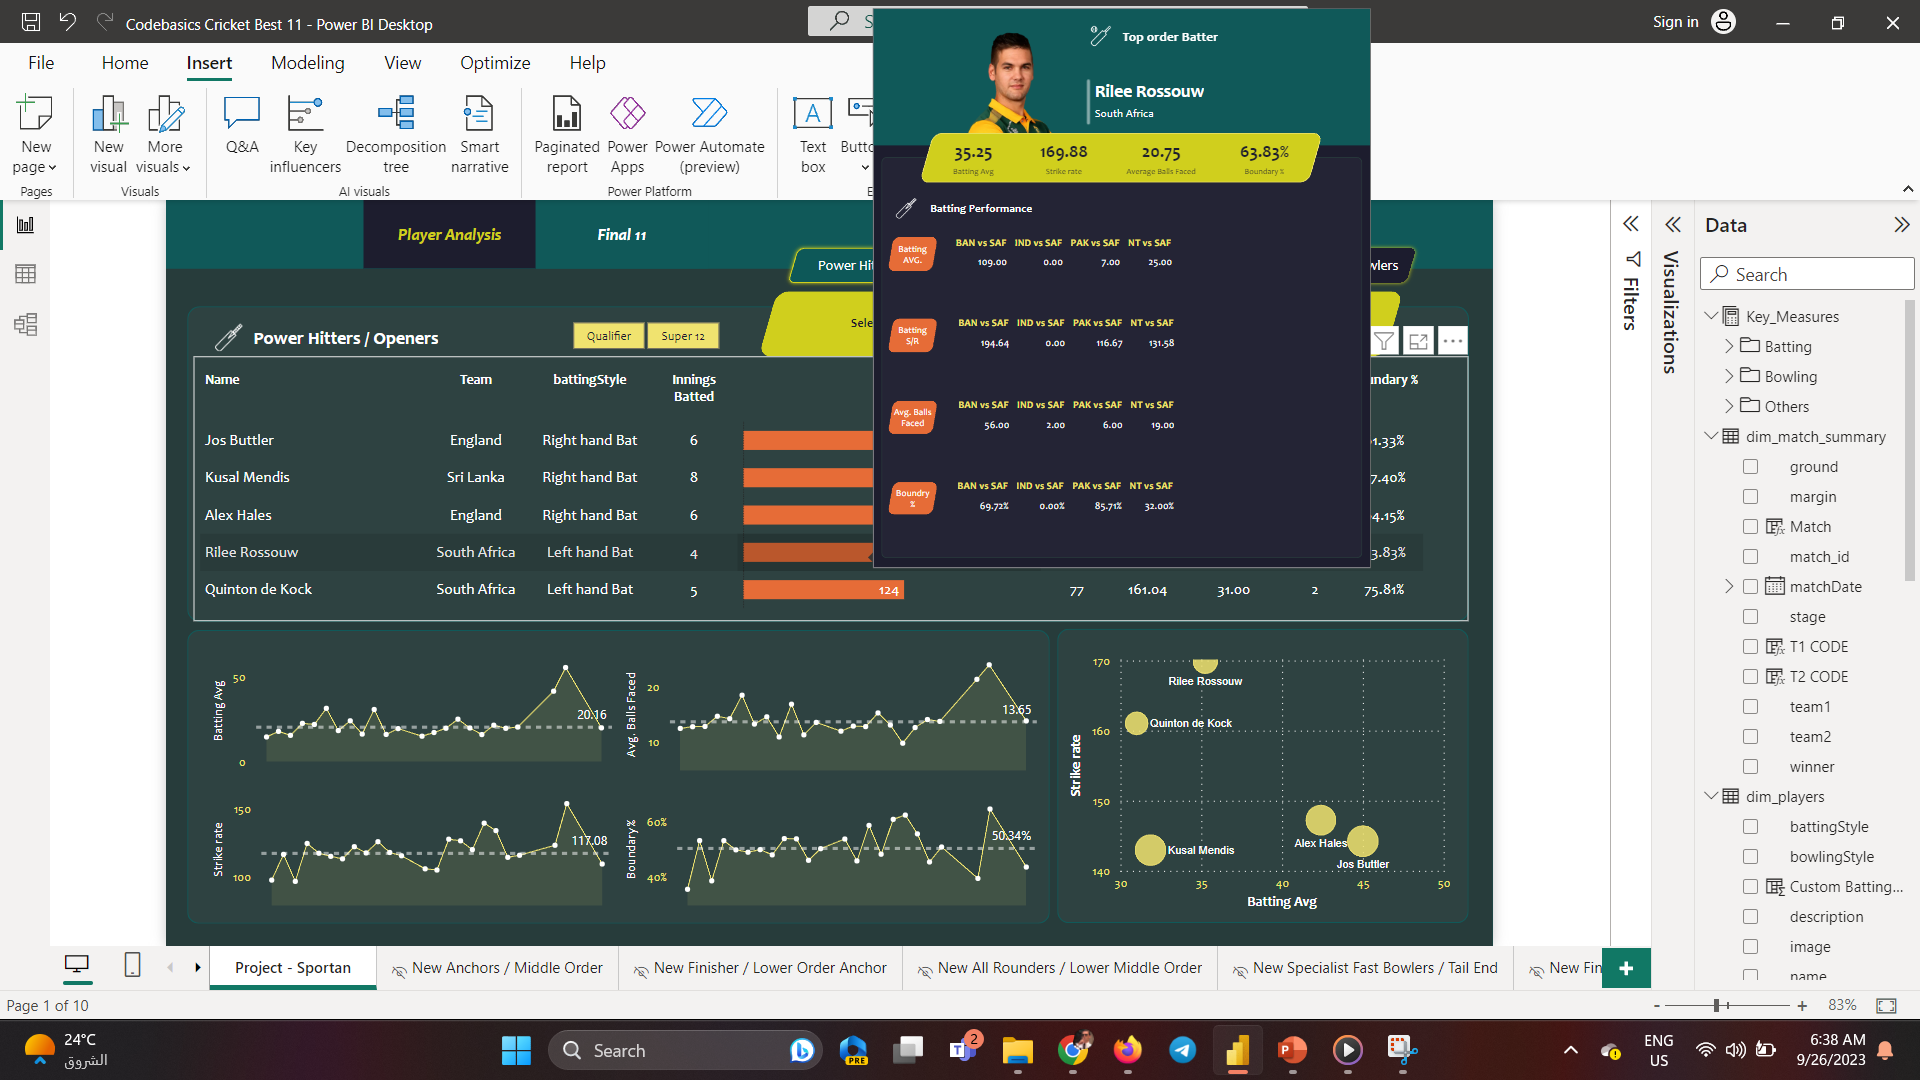 Codebasics Cricket Best 11 - Power BI Desktop
Sign in
File Home Insert Modeling View Optimize Help
New page
New visual
More visuals
Q&A
Key influencers
Decomposition tree
Smart narrative
Paginated report
Power Apps
Power Automate (preview)
Text box
Pages
Visuals
AI visuals
Power Platform
Top order Batter
Rilee Rossouw
South Africa
35.25 169.88 20.75 63.83%
Batting Avg Strike rate Average Balls Faced Boundary %
Batting Performance
Batting AVG.
BAN vs SAF IND vs SAF PAK vs SAF NT vs SAF
109.00 0.00 7.00 25.00
Batting S/R
BAN vs SAF IND vs SAF PAK vs SAF NT vs SAF
194.64 0.00 116.67 131.58
Avg. Balls Faced
BAN vs SAF IND vs SAF PAK vs SAF NT vs SAF
56.00 2.00 6.00 19.00
Boundry %
BAN vs SAF IND vs SAF PAK vs SAF NT vs SAF
69.72% 0.00% 85.71% 32.00%
Player Analysis
Final 11
Power Hit
wlers
Sele
Power Hitters / Openers
Qualifier
Super 12
Name Team battingStyle Innings Batted ndary %
Jos Buttler England Right hand Bat 6 1.33%
Kusal Mendis Sri Lanka Right hand Bat 8 7.40%
Alex Hales England Right hand Bat 6 4.15%
Rilee Rossouw South Africa Left hand Bat 4 3.83%
Quinton de Kock South Africa Left hand Bat 5 124 77 161.04 31.00 2 75.81%
Batting Avg
50
0
20.16
Avg. Balls Faced
20
10
13.65
Strike rate
150
100
117.08
Boundary%
60%
40%
50.34%
Strike rate
170
160
150
140
Rilee Rossouw
Quinton de Kock
Alex Hales
Kusal Mendis
Jos Buttler
30 35 40 45 50
Batting Avg
Filters
Visualizations
Data
Search
Key_Measures
Batting
Bowling
Others
dim_match_summary
ground
margin
Match
match_id
matchDate
stage
T1 CODE
T2 CODE
team1
team2
winner
dim_players
battingStyle
bowlingStyle
Custom Batting...
description
image
name
Project - Sportan
New Anchors / Middle Order
New Finisher / Lower Order Anchor
New All Rounders / Lower Middle Order
New Specialist Fast Bowlers / Tail End
New Fin
Page 1 of 10
- + 83%
24°C
الشروق
Search
PRE
2
ENG
US
6:38 AM
9/26/2023